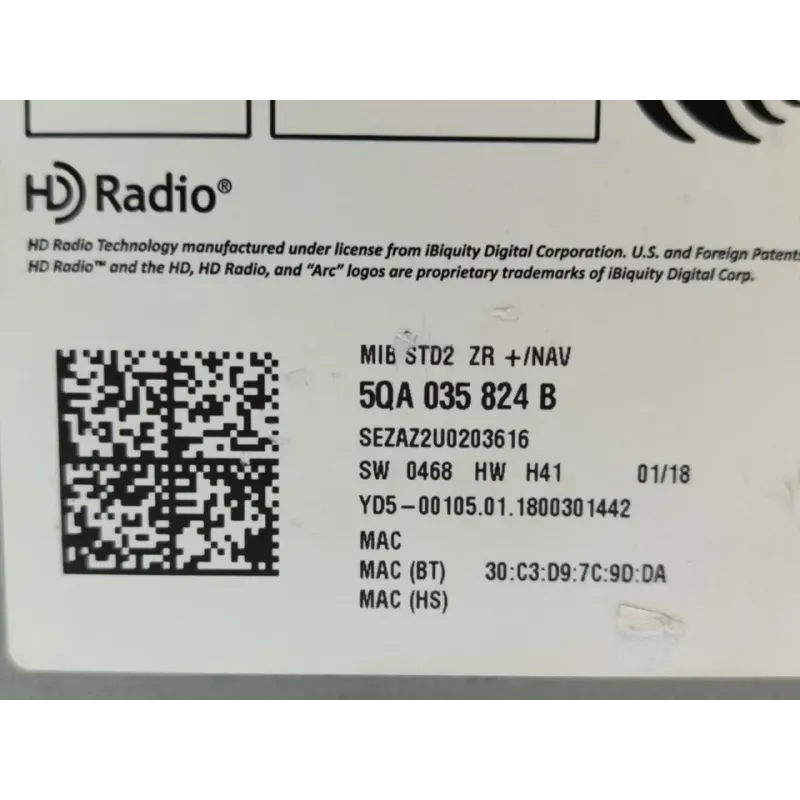 HD Radio®
HD Radio Technology manufactured under license from iBiquity Digital Corporation. U.S. and Foreign Patents
HD Radio™ and the HD, HD Radio, and “Arc” logos are proprietary trademarks of iBiquity Digital Corp.
MIB STD2 ZR +/NAV
5QA 035 824 B
SEZAZ2U0203616
SW 0468 HW H41 01/18
YD5-00105.01.1800301442
MAC
MAC (BT) 30:C3:D9:7C:9D:DA
MAC (HS)